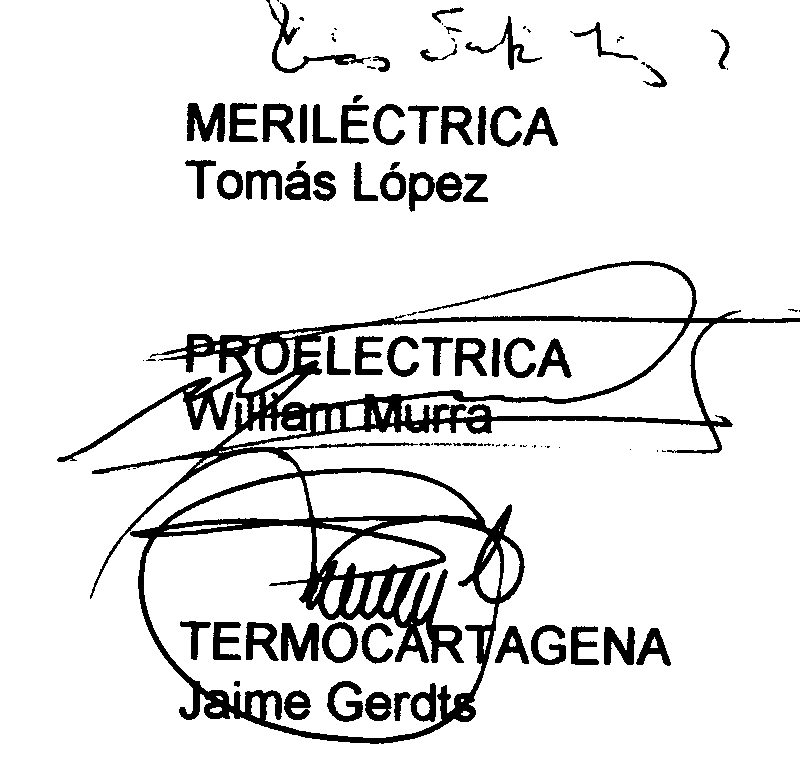 MERILÉCTRICA
Tomás López
PROELECTRICA
William Murra
TERMOCARTAGENA
Jaime Gerdts